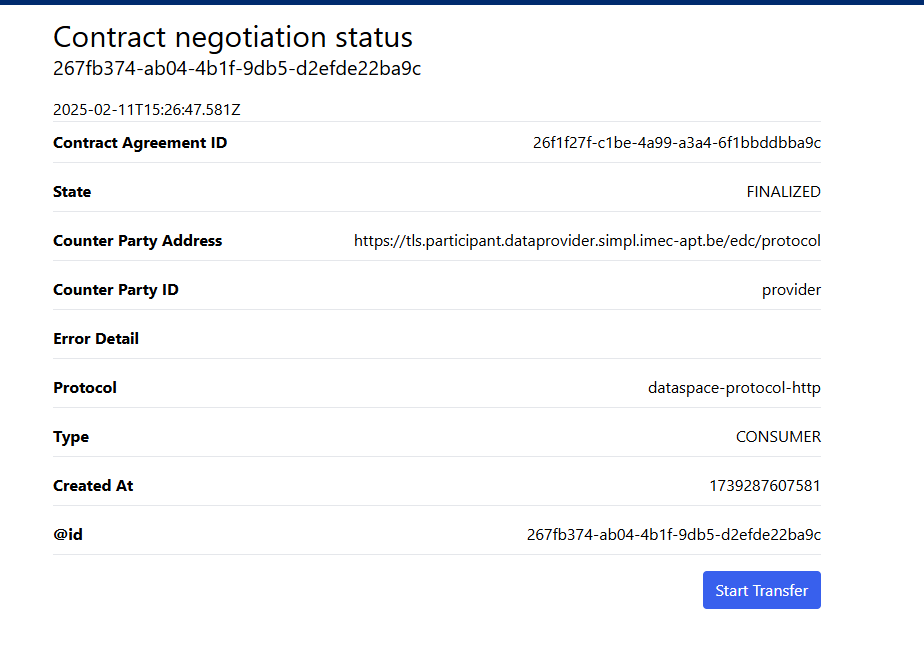 Contract negotiation status
267fb374-ab04-4b1f-9db5-d2efde22ba9c
2025-02-11T15:26:47.581Z
Contract Agreement ID 26f1f27f-c1be-4a99-a3a4-6f1bbddbba9c
State FINALIZED
Counter Party Address https://tls.participant.dataprovider.simpl.imec-apt.be/edc/protocol
Counter Party ID provider
Error Detail
Protocol dataspace-protocol-http
Type CONSUMER
Created At 1739287607581
@id 267fb374-ab04-4b1f-9db5-d2efde22ba9c
Start Transfer